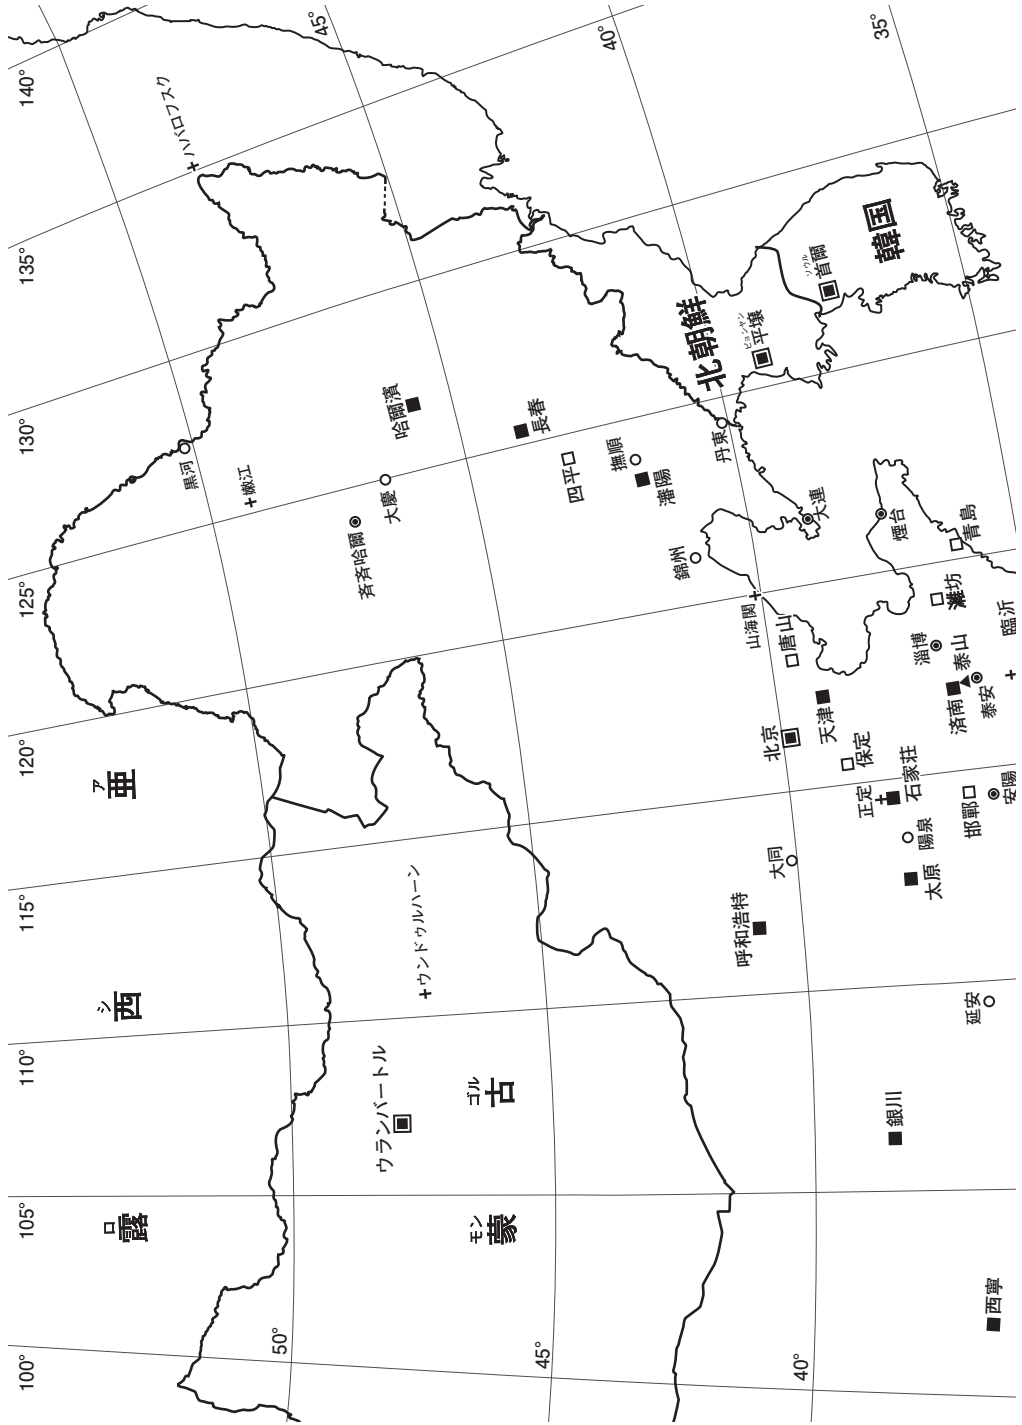 140°
45°
40°
35°
ハバロフスク
135°
韓国
ソウル
首爾
北朝鮮
ピョンヤン
平壌
130°
黒河
嫩江
哈爾濱
大慶
長春
四平
撫順
瀋陽
丹東
斉斉哈爾
錦州
大連
煙台
青島
125°
山海関
唐山
濰坊
臨沂
淄博
泰山
済南
泰安
天津
北京
保定
120°
ア
亜
正定
石家荘
陽泉
邯鄲
安陽
太原
大同
呼和浩特
ウンドゥルハーン
115°
シ
西
延安
110°
ウランバートル
ゴル
古
銀川
105°
ロ
露
モン
蒙
西寧
100°
50°
45°
40°